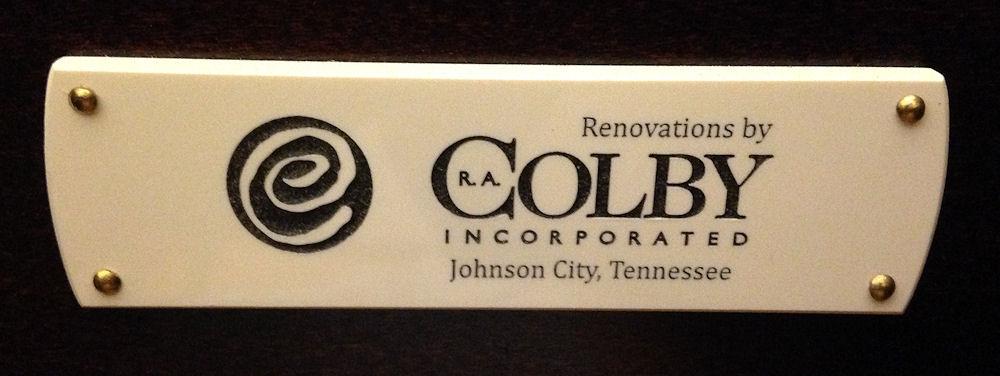 Renovations by
R.A. COLBY
INCORPORATED
Johnson City, Tennessee